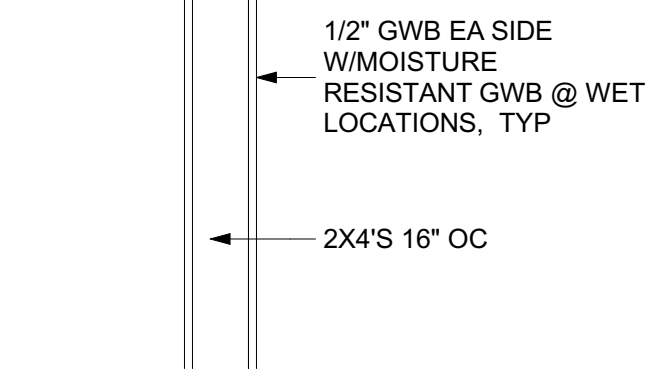 1/2" GWB EA SIDE
W/MOISTURE
RESISTANT GWB @ WET
LOCATIONS, TYP
2X4'S 16" OC